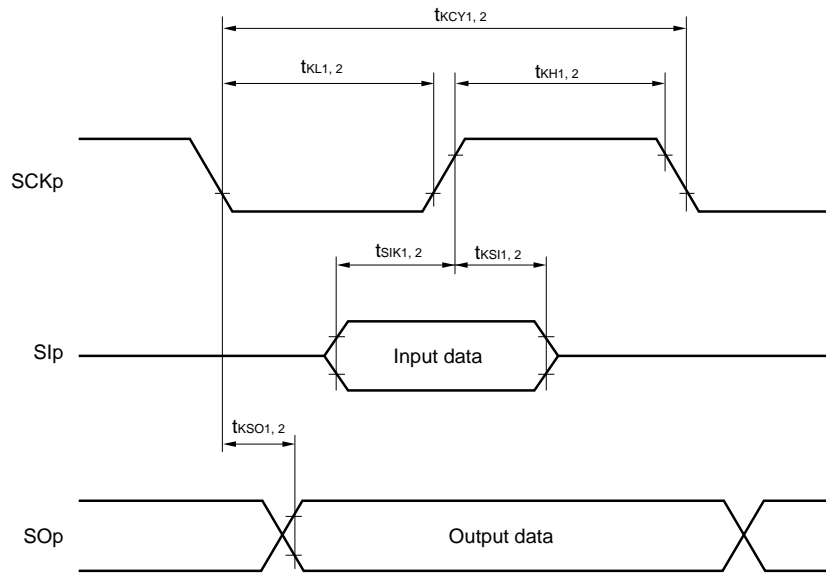 tKCY1, 2
tKL1, 2
tKH1, 2
SCKp
tSIK1, 2
tKSI1, 2
SIp
Input data
tKSO1, 2
SOp
Output data